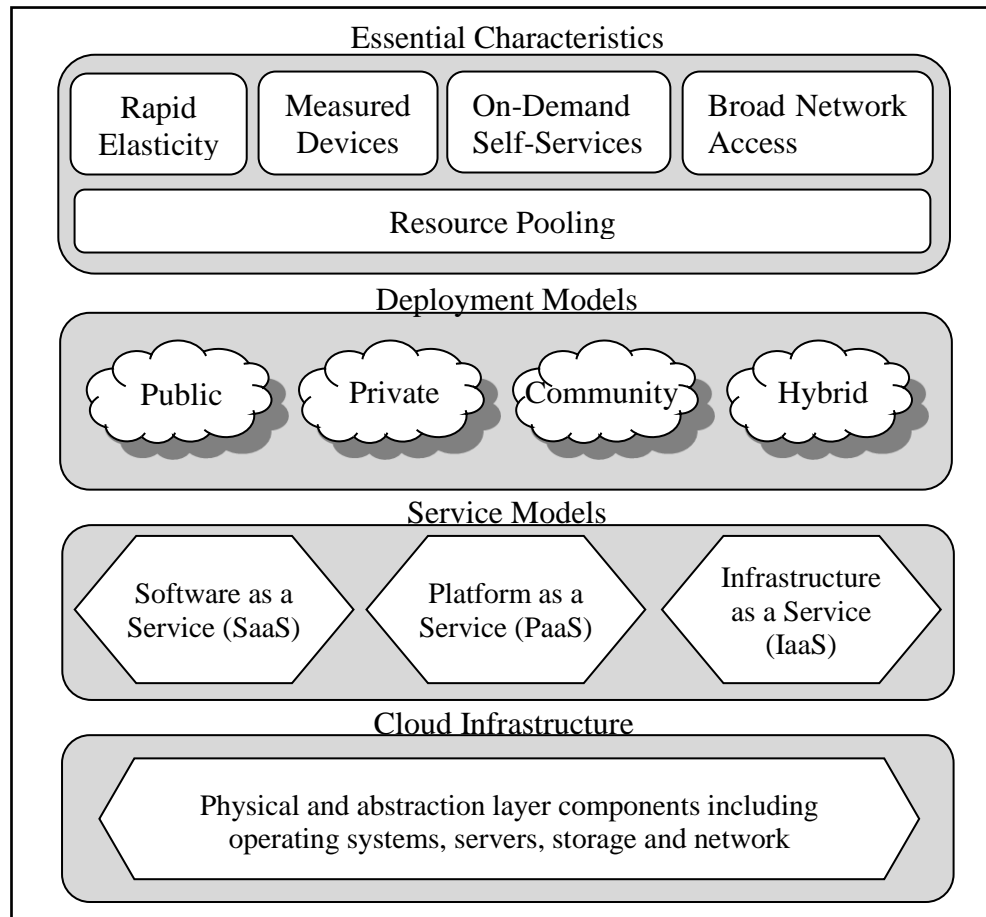 Essential Characteristics
Rapid
Elasticity
Measured
Devices
On-Demand
Self-Services
Broad Network
Access
Resource Pooling
Deployment Models
Public
Private
Community
Hybrid
Service Models
Software as a
Service (SaaS)
Platform as a
Service (PaaS)
Infrastructure
as a Service
(IaaS)
Cloud Infrastructure
Physical and abstraction layer components including
operating systems, servers, storage and network